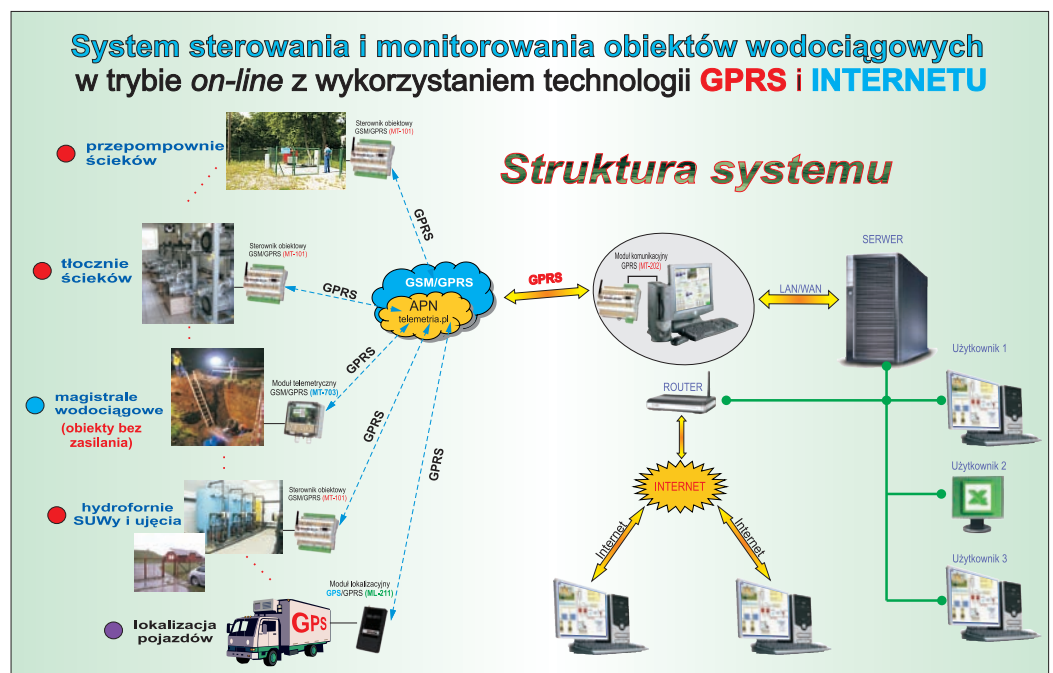 System sterowania i monitorowania obiektów wodociągowych
w trybie on-line z wykorzystaniem technologii GPRS i INTERNETU
Struktura systemu
przepompownie
ścieków
Sterownik obiektowy
GSM/GPRS (MT-101)
GPRS
tłocznie
ścieków
Sterownik obiektowy
GSM/GPRS (MT-101)
GPRS
GSM/GPRS
APN
telemetria.pl
GPRS
Moduł komunikacyjny
GPRS (MT-202)
LAN/WAN
SERWER
magistrale
wodociągowe
(obiekty bez
zasilania)
Moduł telemetryczny
GSM/GPRS (MT-703)
GPRS
GPRS
GPRS
ROUTER
INTERNET
Internet
Internet
Użytkownik 1
Użytkownik 2
Użytkownik 3
hydrofornie
SUWy i ujęcia
Sterownik obiektowy
GSM/GPRS (MT-101)
lokalizacja
pojazdów
GPS
Moduł lokalizacyjny
GPS/GPRS (ML-211)